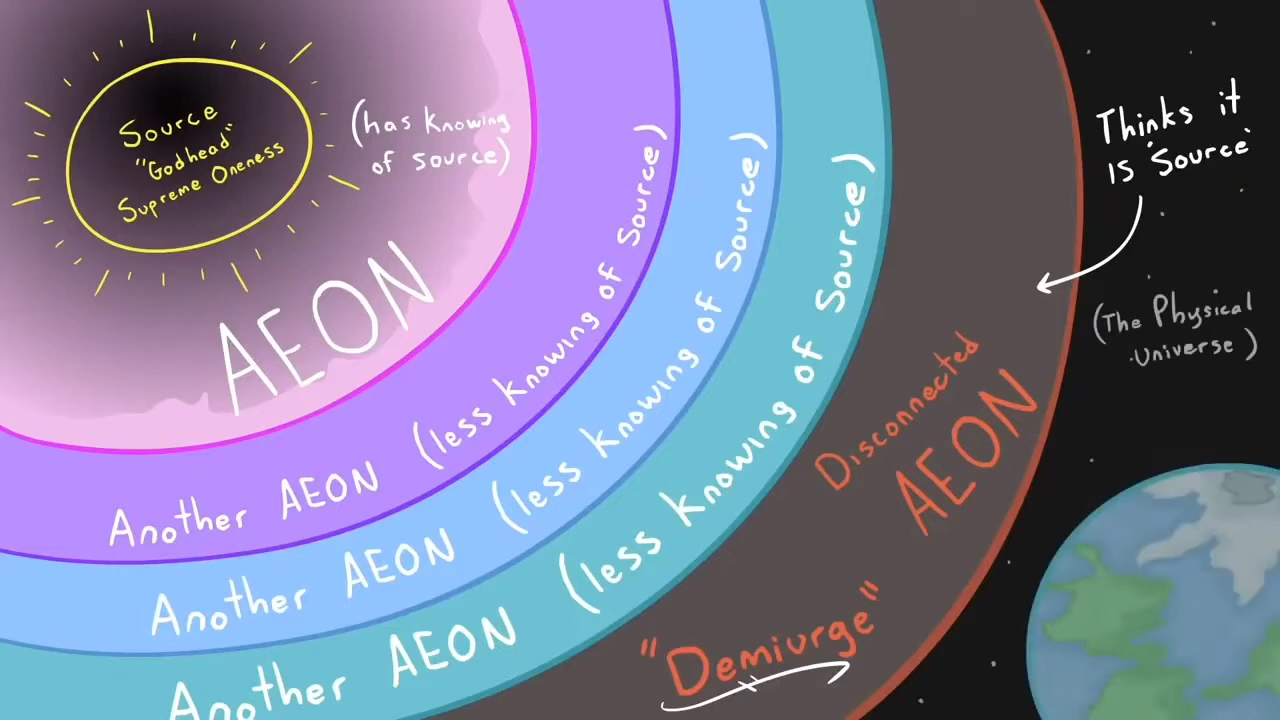 Source
"Godhead"
Supreme Oneness
(has knowing
of source)
AEON
Another AEON (less knowing of Source)
Another AEON (less knowing of Source)
Another AEON (less knowing of Source)
Disconnected
AEON
"Demiurge"
Thinks it
is 'Source'
(The Physical
Universe)